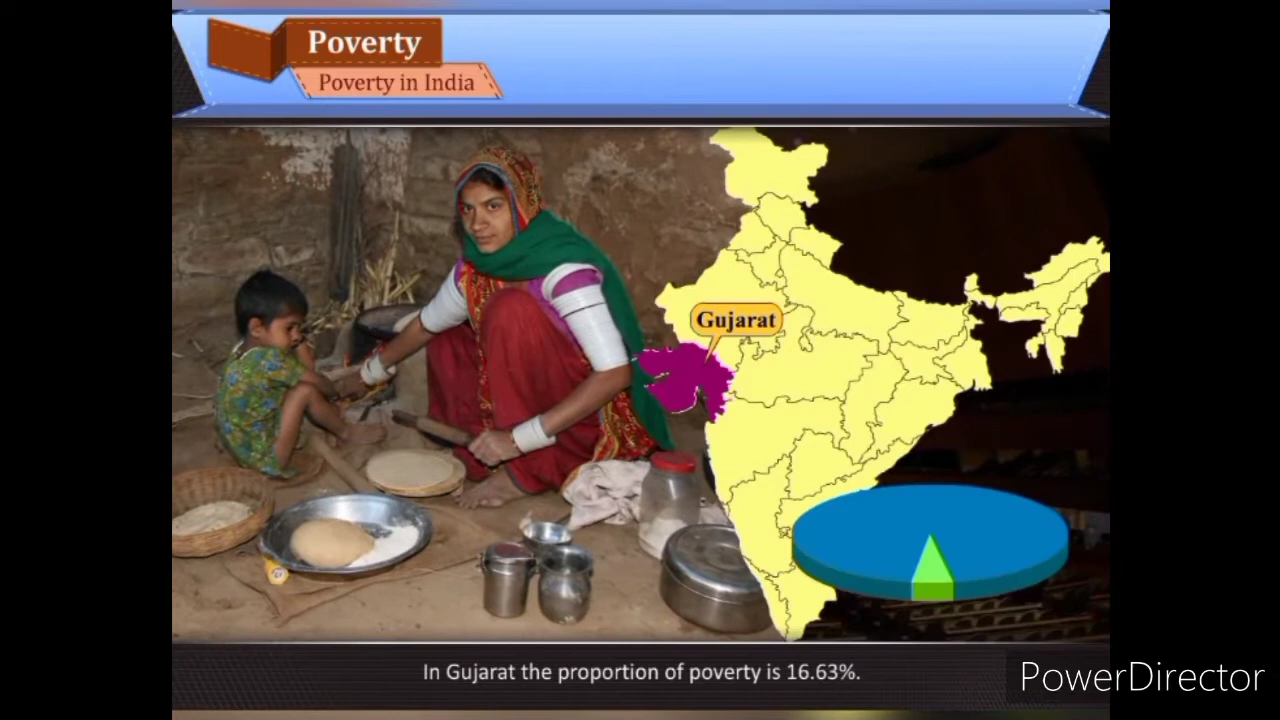 Poverty
Poverty in India
Gujarat
In Gujarat the proportion of poverty is 16.63%.
PowerDirector